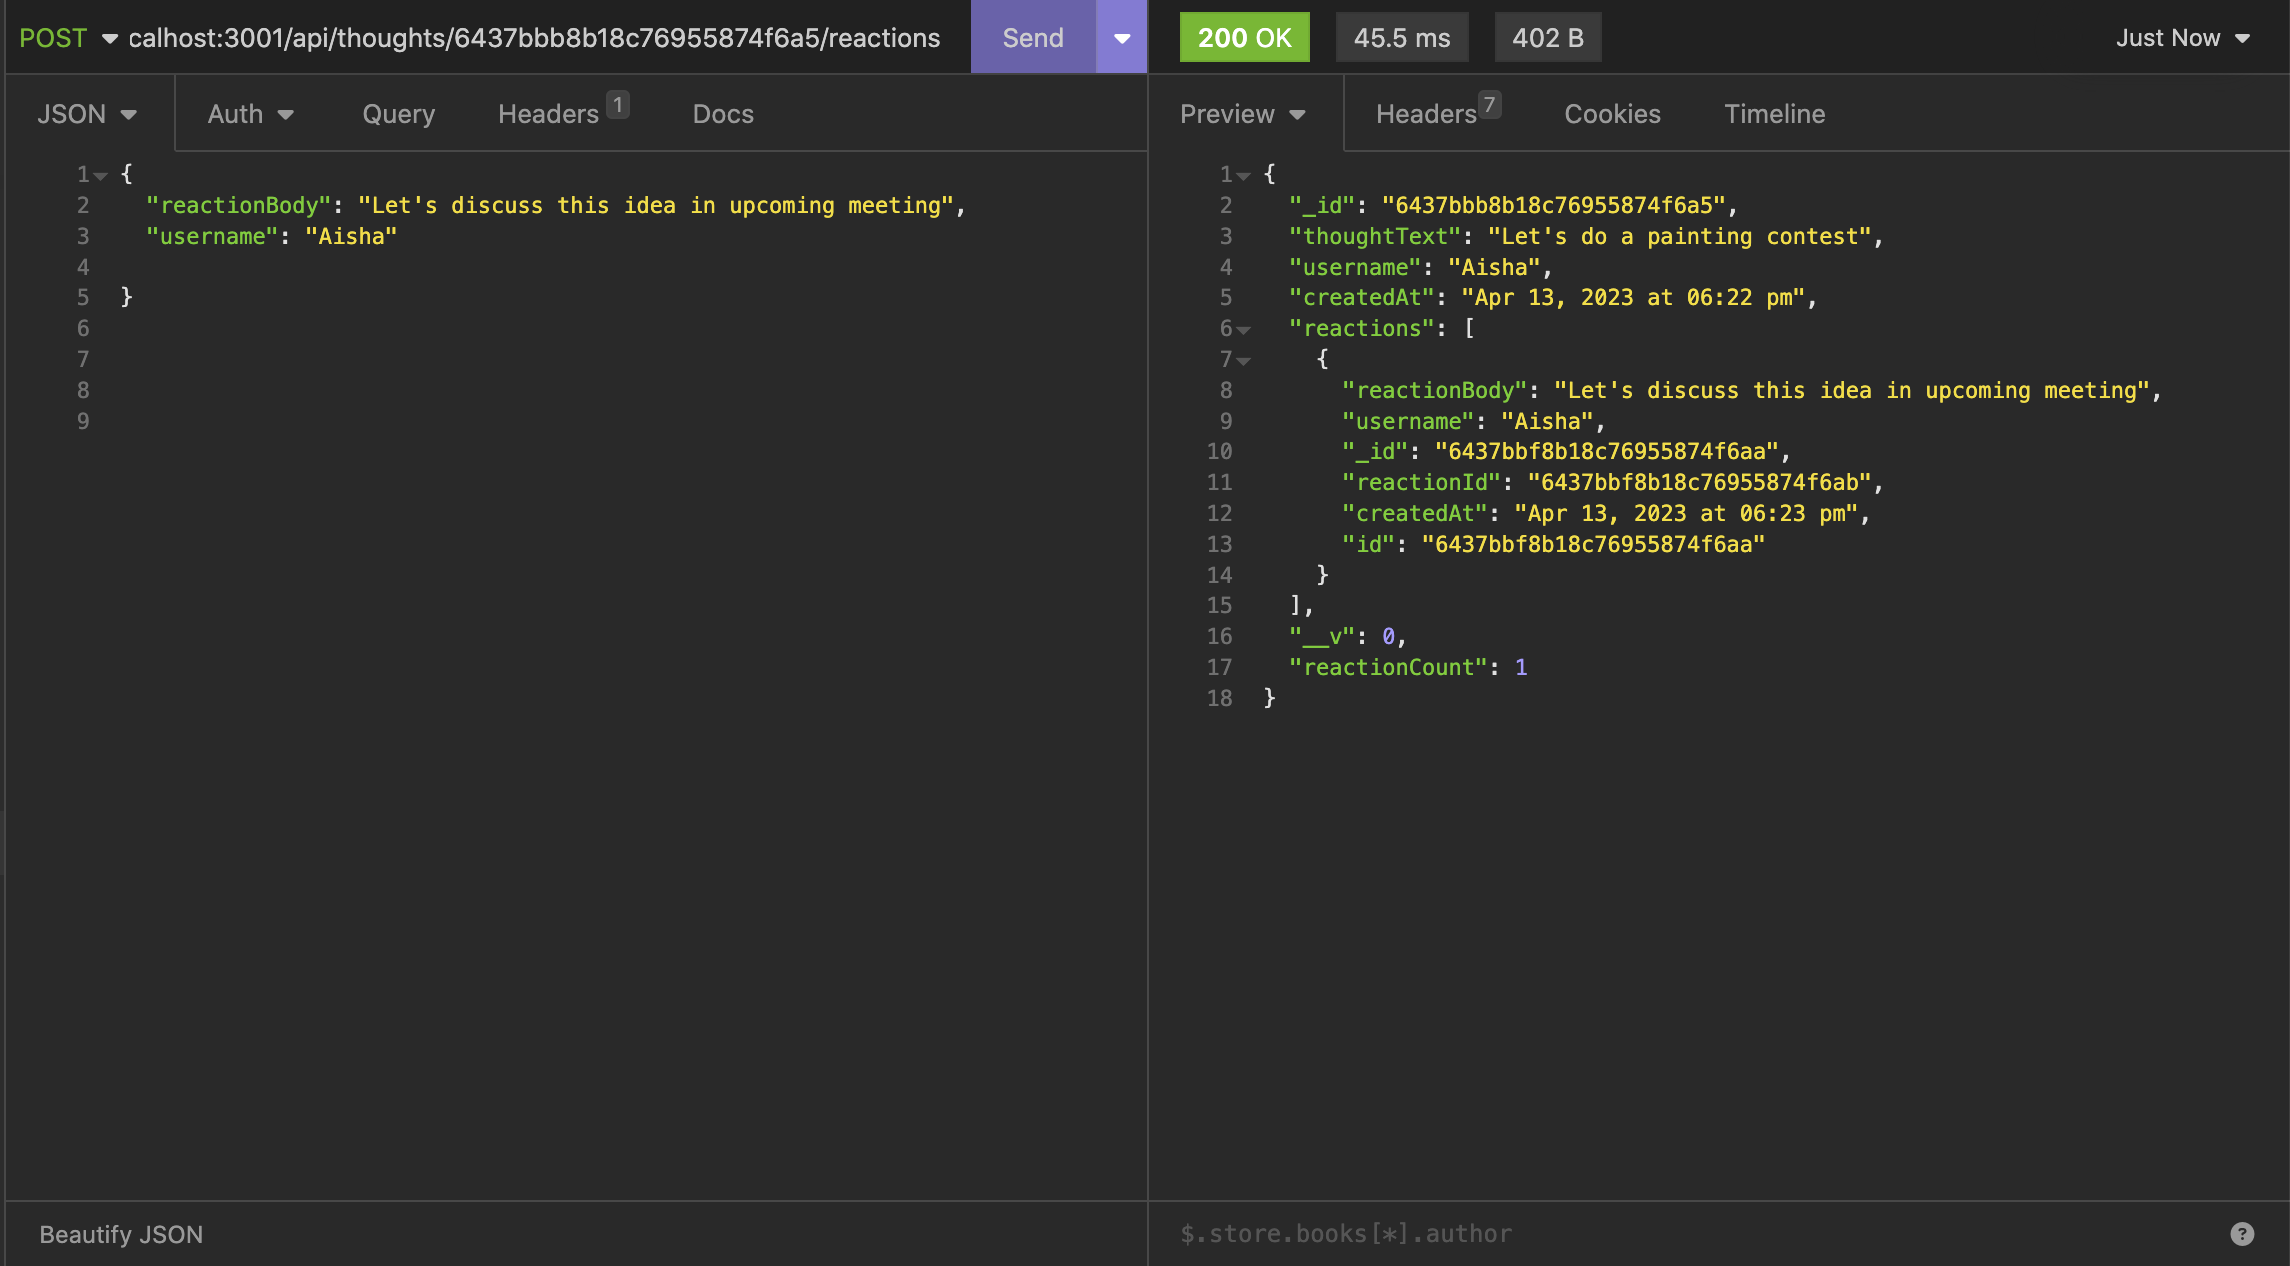 POST calhost:3001/api/thoughts/6437bbb8b18c76955874f6a5/reactions Send
200 OK 45.5 ms 402 B Just Now
JSON Auth Query Headers 1 Docs
Preview Headers 7 Cookies Timeline
1 {
2 "reactionBody": "Let's discuss this idea in upcoming meeting",
3 "username": "Aisha"
4
5 }
6
7
8
9
1 {
2 "_id": "6437bbb8b18c76955874f6a5",
3 "thoughtText": "Let's do a painting contest",
4 "username": "Aisha",
5 "createdAt": "Apr 13, 2023 at 06:22 pm",
6 "reactions": [
7 {
8 "reactionBody": "Let's discuss this idea in upcoming meeting",
9 "username": "Aisha",
10 "_id": "6437bbf8b18c76955874f6aa",
11 "reactionId": "6437bbf8b18c76955874f6ab",
12 "createdAt": "Apr 13, 2023 at 06:23 pm",
13 "id": "6437bbf8b18c76955874f6aa"
14 }
15 ],
16 "__v": 0,
17 "reactionCount": 1
18 }
Beautify JSON
$.store.books[*].author ?